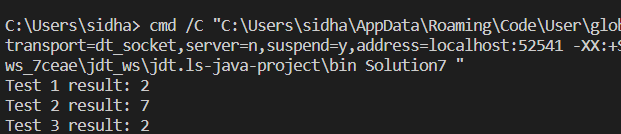 C:\Users\sidha> cmd /C "C:\Users\sidha\AppData\Roaming\Code\User\glob
transport=dt_socket,server=n,suspend=y,address=localhost:52541 -XX:+S
ws_7ceae\jdt_ws\jdt.ls-java-project\bin Solution7 "
Test 1 result: 2
Test 2 result: 7
Test 3 result: 2